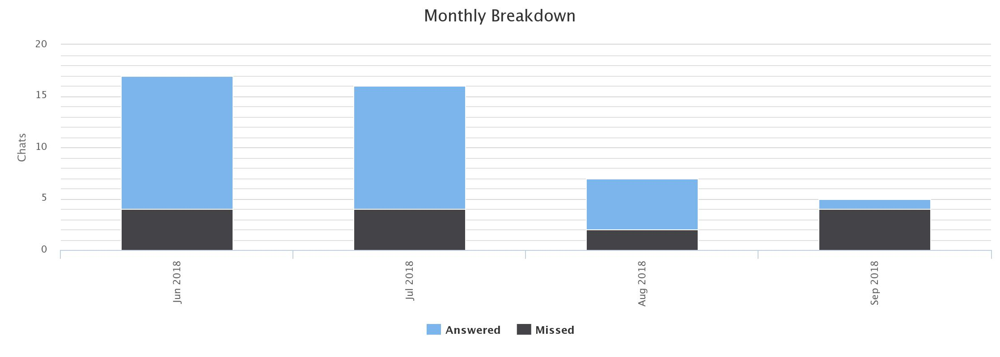 Monthly Breakdown
20
15
10
5
0
Chats
Jun 2018
Jul 2018
Aug 2018
Sep 2018
Answered
Missed